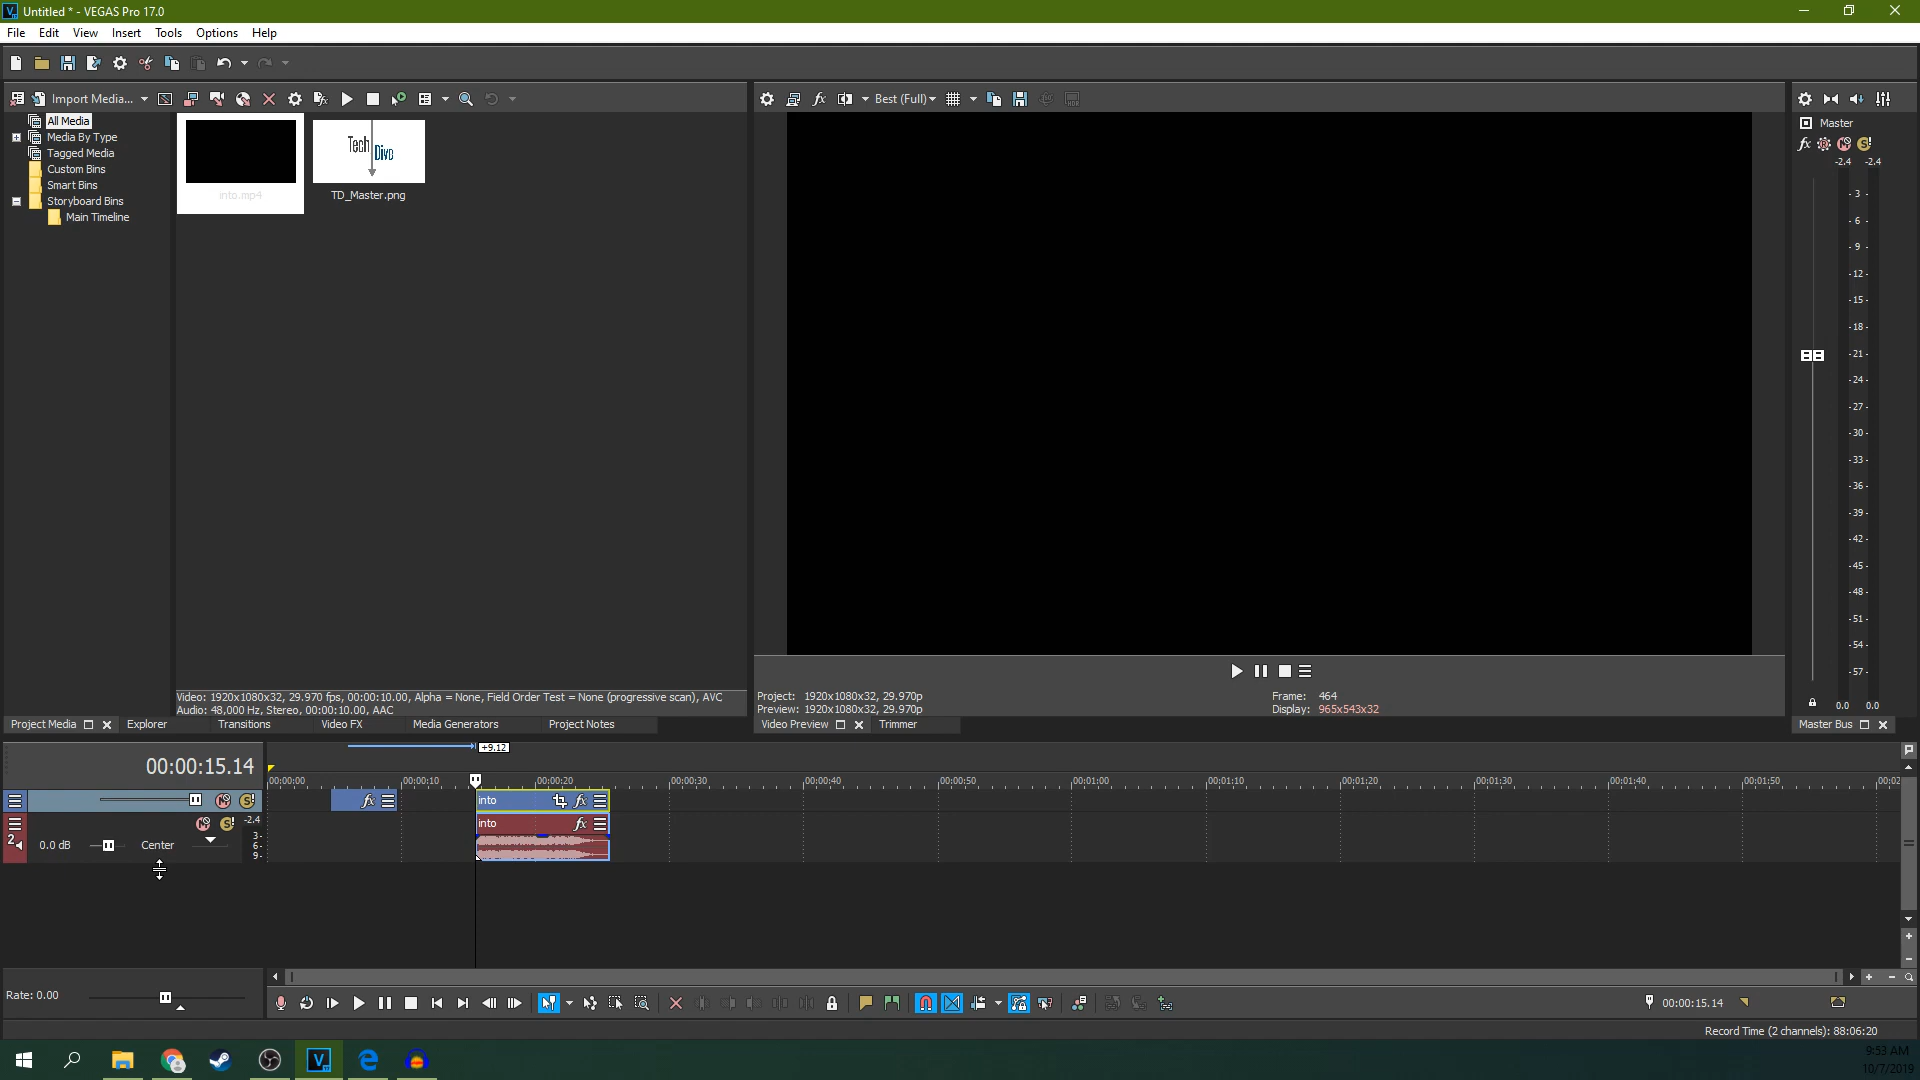 Untitled * - VEGAS Pro 17.0
File Edit View Insert Tools Options Help
Import Media...
Best (Full)
All Media
Media By Type
Tagged Media
Custom Bins
Smart Bins
Storyboard Bins
Main Timeline
Tech Dive
into.mp4
TD_Master.png
Master
-2.4 -2.4
- 3 -
- 6 -
- 9 -
- 12 -
- 15 -
- 18 -
- 21 -
- 24 -
- 27 -
- 30 -
- 33 -
- 36 -
- 39 -
- 42 -
- 45 -
- 48 -
- 51 -
- 54 -
- 57 -
0.0 0.0
Video: 1920x1080x32, 29.970 fps, 00:00:10.00, Alpha = None, Field Order Test = None (progressive scan), AVC
Audio: 48,000 Hz, Stereo, 00:00:10.00, AAC
Project: 1920x1080x32, 29.970p
Preview: 1920x1080x32, 29.970p
Frame: 464
Display: 965x543x32
Project Media Explorer Transitions Video FX Media Generators Project Notes
Video Preview Trimmer
Master Bus
00:00:15.14
+9.12
00:00:00 00:00:10 00:00:20 00:00:30 00:00:40 00:00:50 00:01:00 00:01:10 00:01:20 00:01:30 00:01:40 00:01:50
fx into fx
into fx
-2.4
2 0.0 dB Center
3-
6-
9-
Rate: 0.00
00:00:15.14
Record Time (2 channels): 88:06:20
9:53 AM
10/7/2019